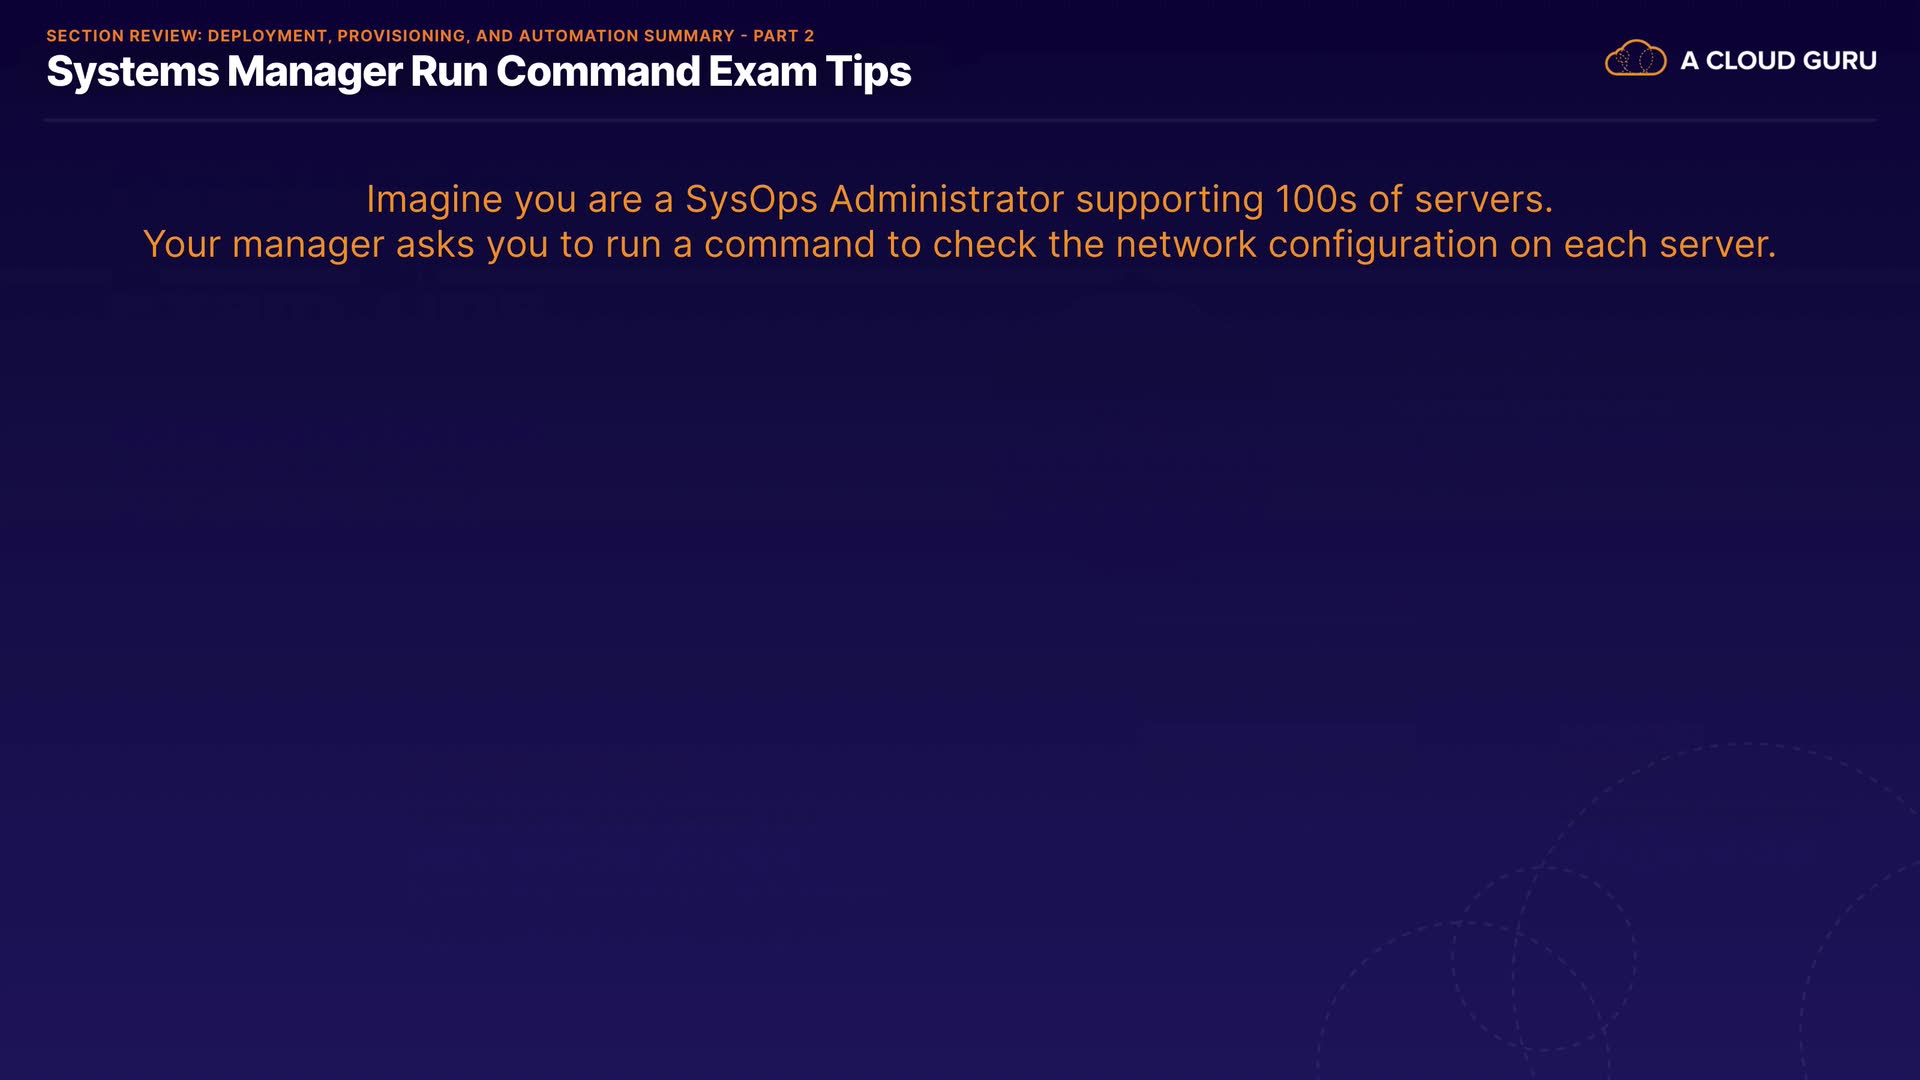 SECTION REVIEW: DEPLOYMENT, PROVISIONING, AND AUTOMATION SUMMARY - PART 2
Systems Manager Run Command Exam Tips
A CLOUD GURU
Imagine you are a SysOps Administrator supporting 100s of servers.
Your manager asks you to run a command to check the network configuration on each server.